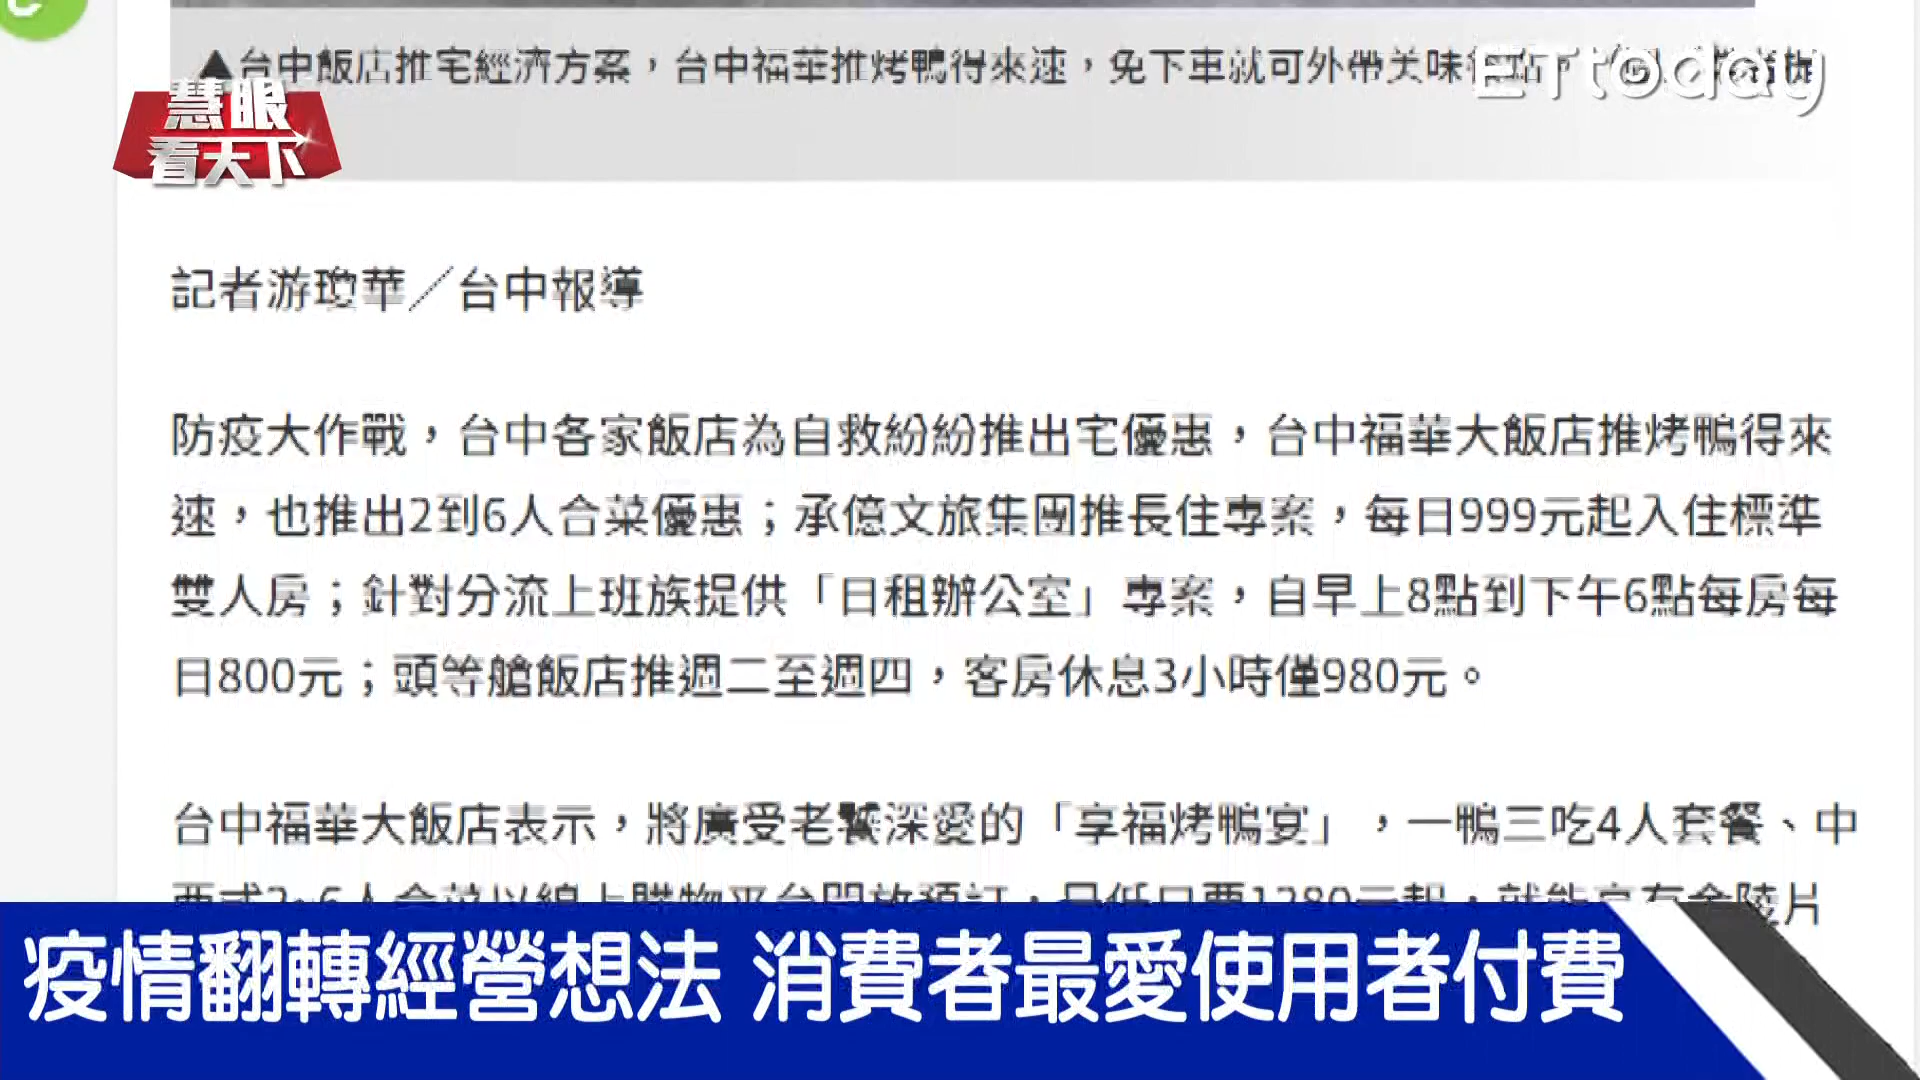 ▲台中飯店推宅經濟方案，台中福華推烤鴨得來速，免下車就可外帶美味
ETtoday
慧眼
看天下
記者游瓊華／台中報導
防疫大作戰，台中各家飯店為自救紛紛推出宅優惠，台中福華大飯店推烤鴨得來
速，也推出2到6人合菜優惠；承億文旅集團推長住專案，每日999元起入住標準
雙人房；針對分流上班族提供「日租辦公室」專案，自早上8點到下午6點每房每
日800元；頭等艙飯店推週二至週四，客房休息3小時僅980元。
台中福華大飯店表示，將廣受老饕深愛的「享福烤鴨宴」，一鴨三吃4人套餐、中
疫情翻轉經營想法 消費者最愛使用者付費